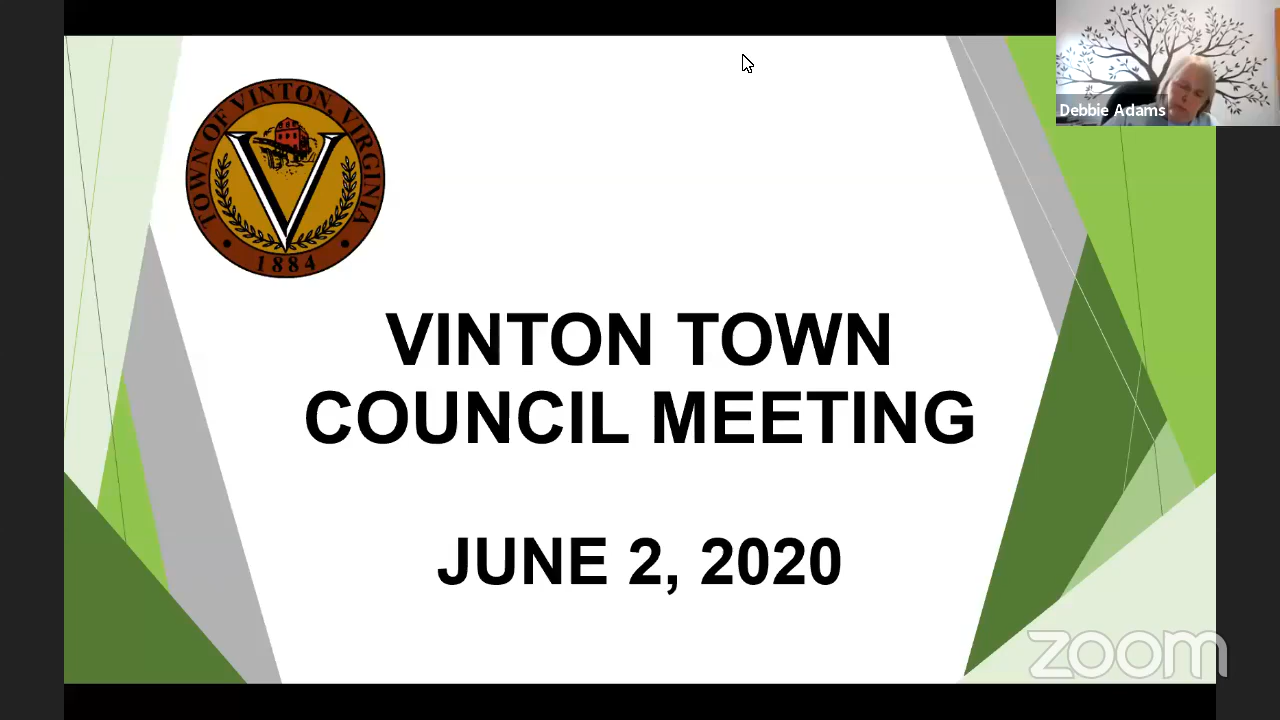 Debbie Adams
TOWN OF VINTON, VIRGINIA
V
1884
VINTON TOWN
COUNCIL MEETING
JUNE 2, 2020
zoom